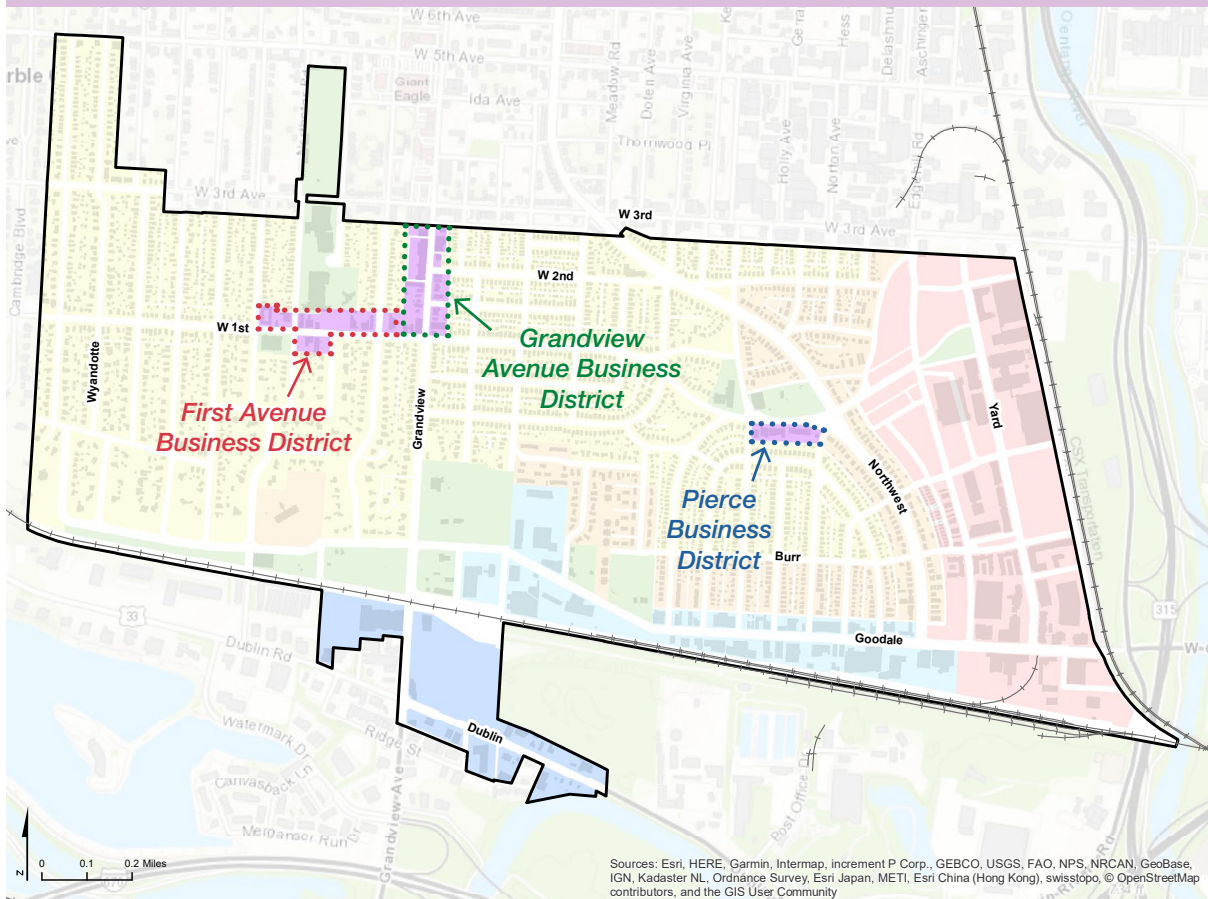 W 6th Ave
W 5th Ave
Giant
Eagle
Ida Ave
Meadow Rd
Doten Ave
Virginia Ave
Thornwood Pl
Holly Ave
Norton Ave
W 3rd Ave
W 3rd
W 3rd Ave
Cambridge Blvd
W 2nd
W 1st
Wyandotte
Grandview
Grandview
Avenue Business
District
First Avenue
Business District
Yard
Pierce
Business
District
Northwest
Burr
CSX Transportation
315
33
Dublin Rd
Goodale
Dublin
Watermark Dr
Ridge St
Canvasback Ln
Merganser Run Dr
Grandview Ave
Post Office Dr
670
N
0 0.1 0.2 Miles
Sources: Esri, HERE, Garmin, Intermap, increment P Corp., GEBCO, USGS, FAO, NPS, NRCAN, GeoBase,
IGN, Kadaster NL, Ordnance Survey, Esri Japan, METI, Esri China (Hong Kong), swisstopo, © OpenStreetMap
contributors, and the GIS User Community